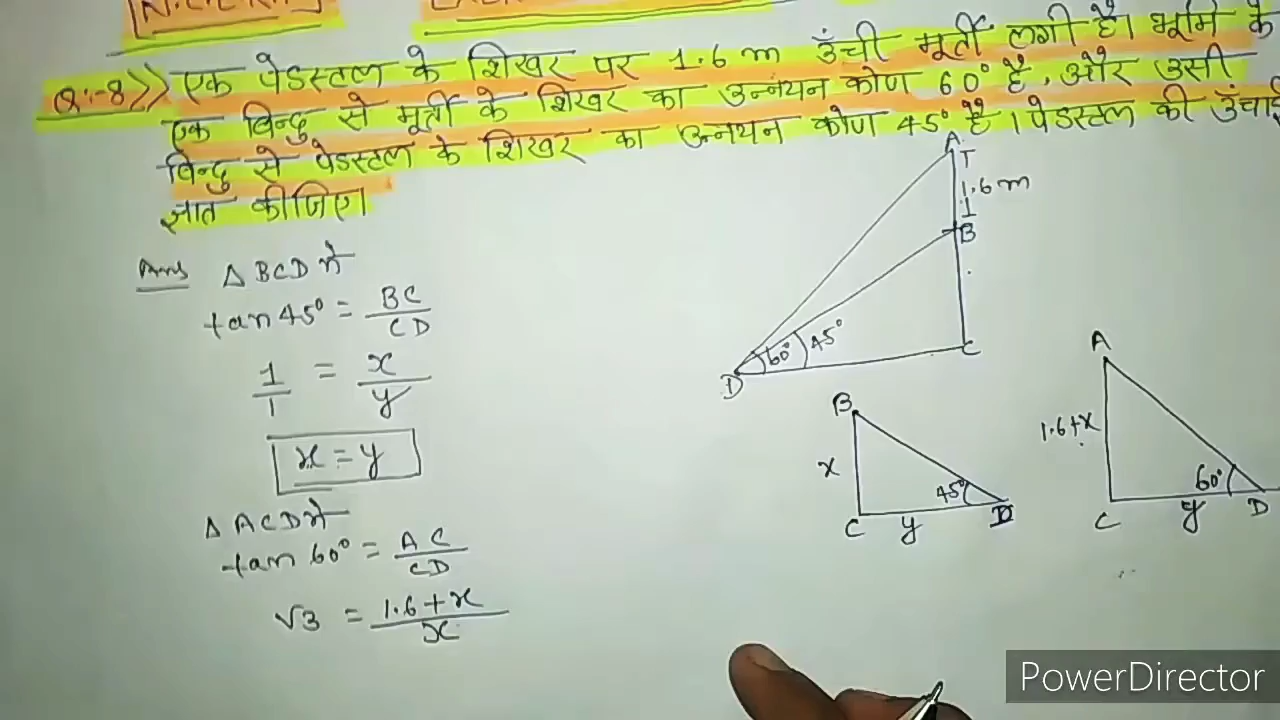 Q:-8>> एक पेडस्टल के शिखर पर 1.6 m उँची मूर्ती लगी है। भूमि के
एक बिन्दु से मूर्ती के शिखर का उन्नयन कोण 60° है, और उसी
बिन्दु से पेडस्टल के शिखर का उन्नयन कोण 45° है। पेडस्टल की उँचाई
ज्ञात कीजिए।
Ans Δ BCD में
tan 45° = BC/CD
1/1 = x/y
x = y
Δ ACD में
tan 60° = AC/CD
√3 = 1.6+x/x
A
1.6 m
B
60° 45°
D C
B
x
45°
C y D
A
1.6+x
60°
C y D
PowerDirector